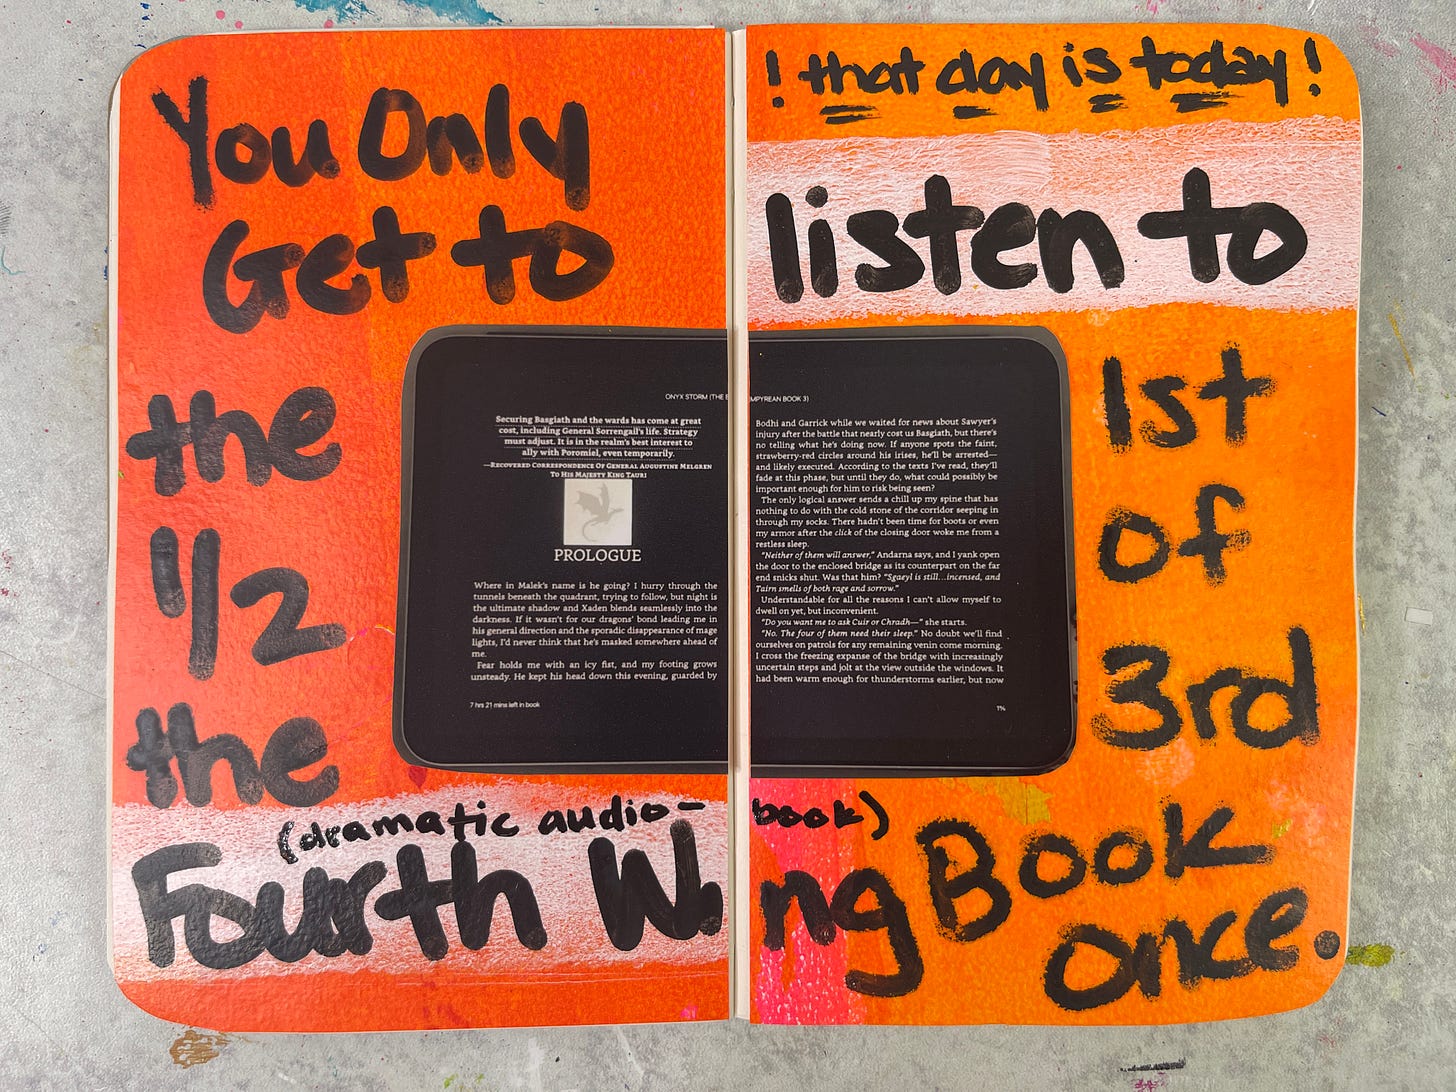 ! that day is today !
You Only
Get to
listen to
the
1st
1/2
of
the
3rd
(dramatic audio-book)
Fourth Wing Book
once.
ONYX STORM (THE EMPYREAN BOOK 3)
Securing Basgiath and the wards has come at great
cost, including General Sorrengail's life. Strategy
must adjust. It is in the realm's best interest to
ally with Poromiel, even temporarily.
—Recovered Correspondence Of General Augustine Melgren
To His Majesty King Tauri
PROLOGUE
Where in Malek's name is he going? I hurry through the
tunnels beneath the quadrant, trying to follow, but night is
the ultimate shadow and Xaden blends seamlessly into the
darkness. If it wasn't for our dragons' bond leading me in
his general direction and the sporadic disappearance of mage
lights, I'd never think that he's masked somewhere ahead of
me.
Fear holds me with an icy fist, and my footing grows
unsteady. He kept his head down this evening, guarded by
7 hrs 21 mins left in book
Bodhi and Garrick while we waited for news about Sawyer's
injury after the battle that nearly cost us Basgiath, but there's
no telling what he's doing now. If anyone spots the faint,
strawberry-red circles around his irises, he'll be arrested—
and likely executed. According to the texts I've read, they'll
fade at this phase, but until they do, what could possibly be
important enough for him to risk being seen?
The only logical answer sends a chill up my spine that has
nothing to do with the cold stone of the corridor seeping in
through my socks. There hadn't been time for boots or even
my armor after the click of the closing door woke me from a
restless sleep.
"Neither of them will answer," Andarna says, and I yank open
the door to the enclosed bridge as its counterpart on the far
end snicks shut. Was that him? "Sgaeyl is still...incensed, and
Tairn smells of both rage and sorrow."
Understandable for all the reasons I can't allow myself to
dwell on yet, but inconvenient.
"Do you want me to ask Cuir or Chradh—" she starts.
"No. The four of them need their sleep." No doubt we'll find
ourselves on patrols for any remaining venin come morning.
I cross the freezing expanse of the bridge with increasingly
uncertain steps and jolt at the view outside the windows. It
had been warm enough for thunderstorms earlier, but now
1%